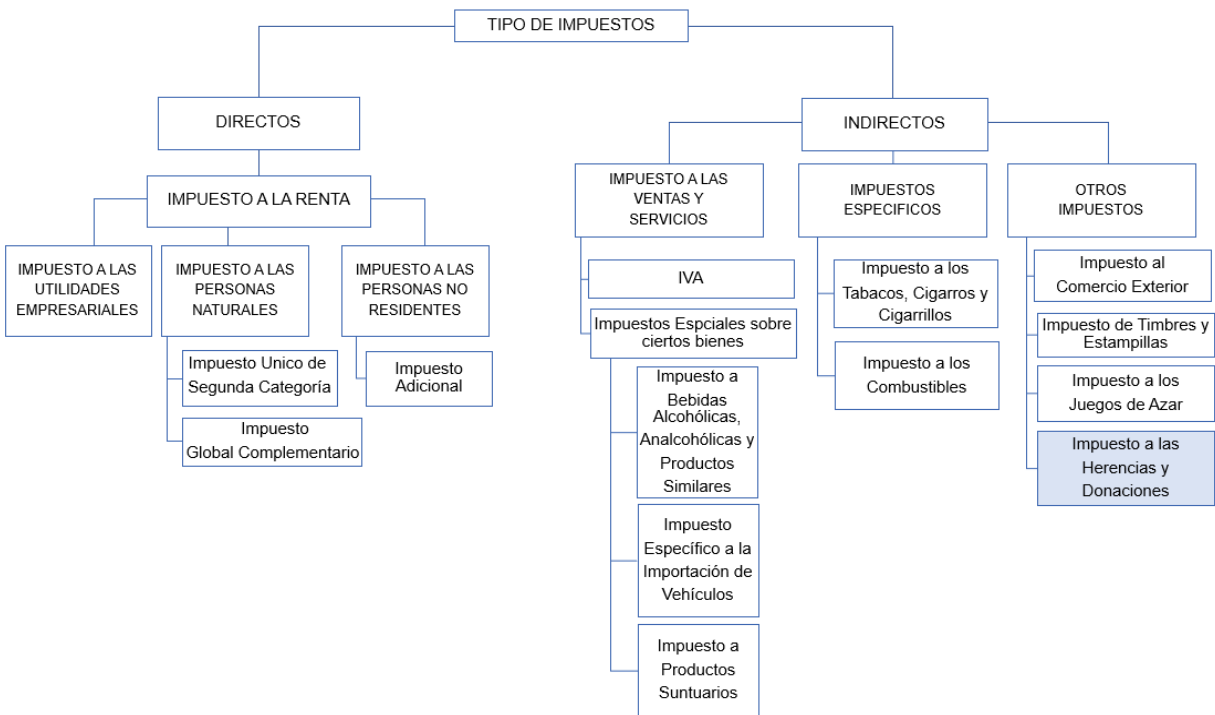 TIPO DE IMPUESTOS
DIRECTOS
INDIRECTOS
IMPUESTO A LA RENTA
IMPUESTO A LAS
UTILIDADES
EMPRESARIALES
IMPUESTO A LAS
PERSONAS
NATURALES
Impuesto Unico de
Segunda Categoría
Impuesto
Global Complementario
IMPUESTO A LAS
PERSONAS NO
RESIDENTES
Impuesto
Adicional
IMPUESTO A LAS
VENTAS Y
SERVICIOS
IVA
Impuestos Espciales sobre
ciertos bienes
Impuesto a
Bebidas
Alcohólicas,
Analcohólicas y
Productos
Similares
Impuesto
Específico a la
Importación de
Vehículos
Impuesto a
Productos
Suntuarios
IMPUESTOS
ESPECIFICOS
Impuesto a los
Tabacos, Cigarros y
Cigarrillos
Impuesto a los
Combustibles
OTROS
IMPUESTOS
Impuesto al
Comercio Exterior
Impuesto de Timbres y
Estampillas
Impuesto a los
Juegos de Azar
Impuesto a las
Herencias y
Donaciones